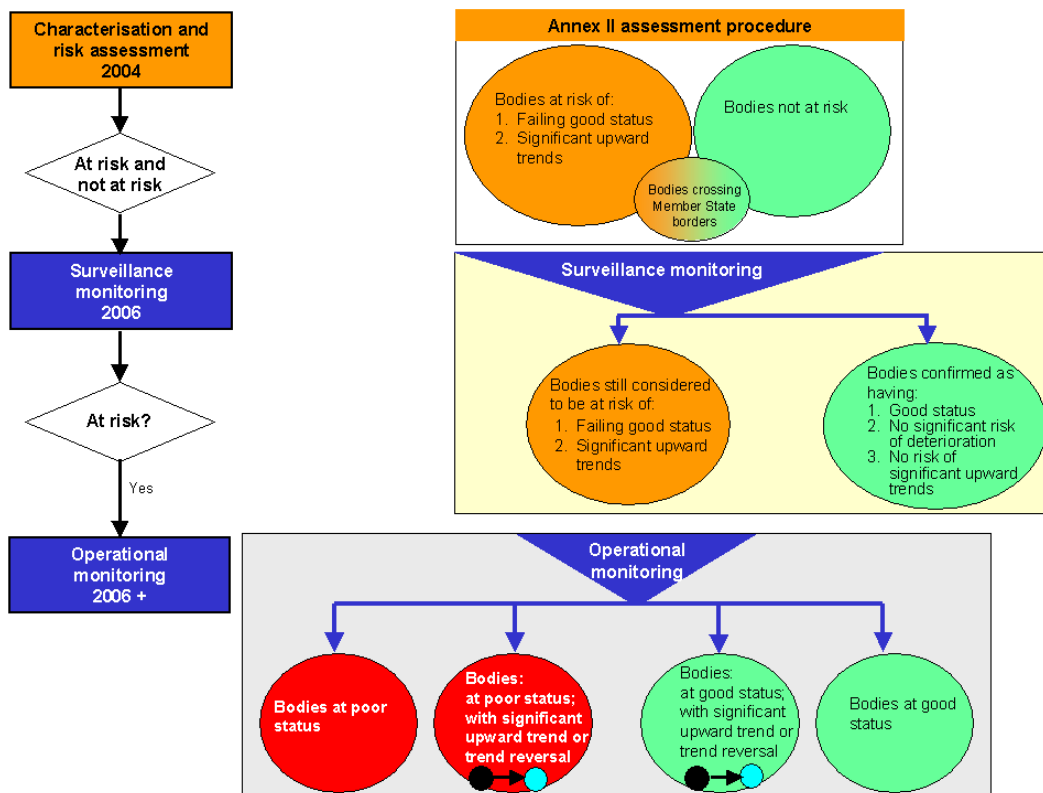 Characterisation and
risk assessment
2004
At risk and
not at risk
Surveillance
monitoring
2006
At risk?
Yes
Operational
monitoring
2006 +
Annex II assessment procedure
Bodies at risk of:
1. Failing good status
2. Significant upward
trends
Bodies not at risk
Bodies crossing
Member State
borders
Surveillance monitoring
Bodies still considered
to be at risk of:
1. Failing good status
2. Significant upward
trends
Bodies confirmed as
having:
1. Good status
2. No significant risk
of deterioration
3. No risk of
significant upward
trends
Operational
monitoring
Bodies at poor
status
Bodies:
at poor status;
with significant
upward trend or
trend reversal
Bodies:
at good status;
with significant
upward trend or
trend reversal
Bodies at good
status